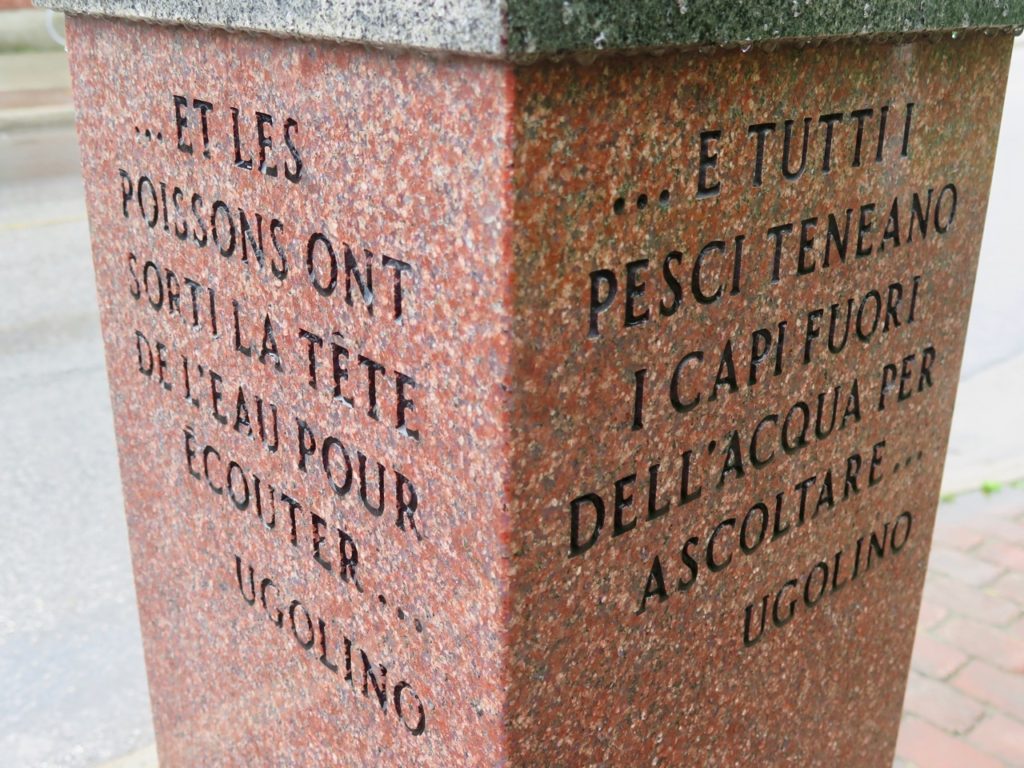 ... ET LES
POISSONS ONT
SORTI LA TÊTE
DE L'EAU POUR
ÉCOUTER...
UGOLINO
... E TUTTI I
PESCI TENEANO
I CAPI FUORI
DELL'ACQUA PER
ASCOLTARE...
UGOLINO